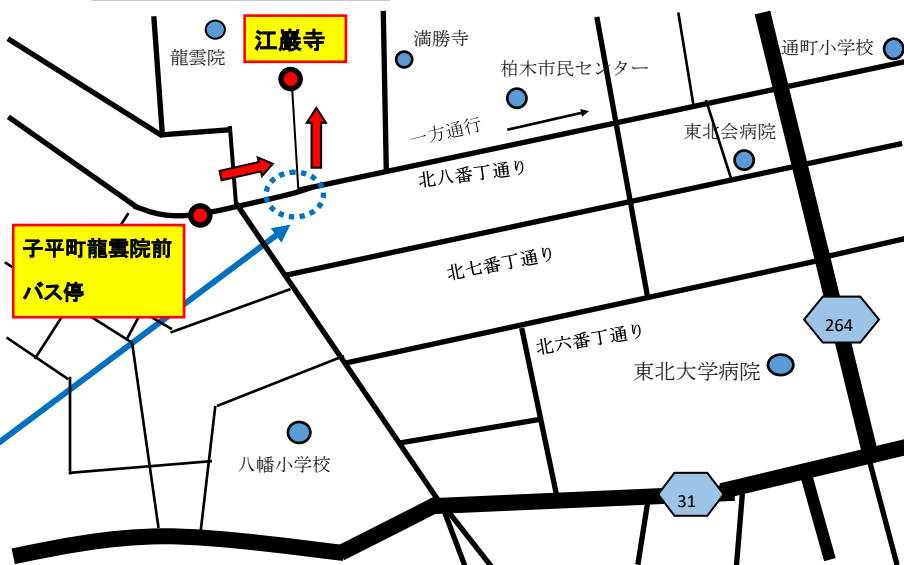 江巖寺
龍雲院
満勝寺
柏木市民センター
通町小学校
一方通行
東北会病院
北八番丁通り
子平町龍雲院前
バス停
北七番丁通り
264
北六番丁通り
東北大学病院
八幡小学校
31